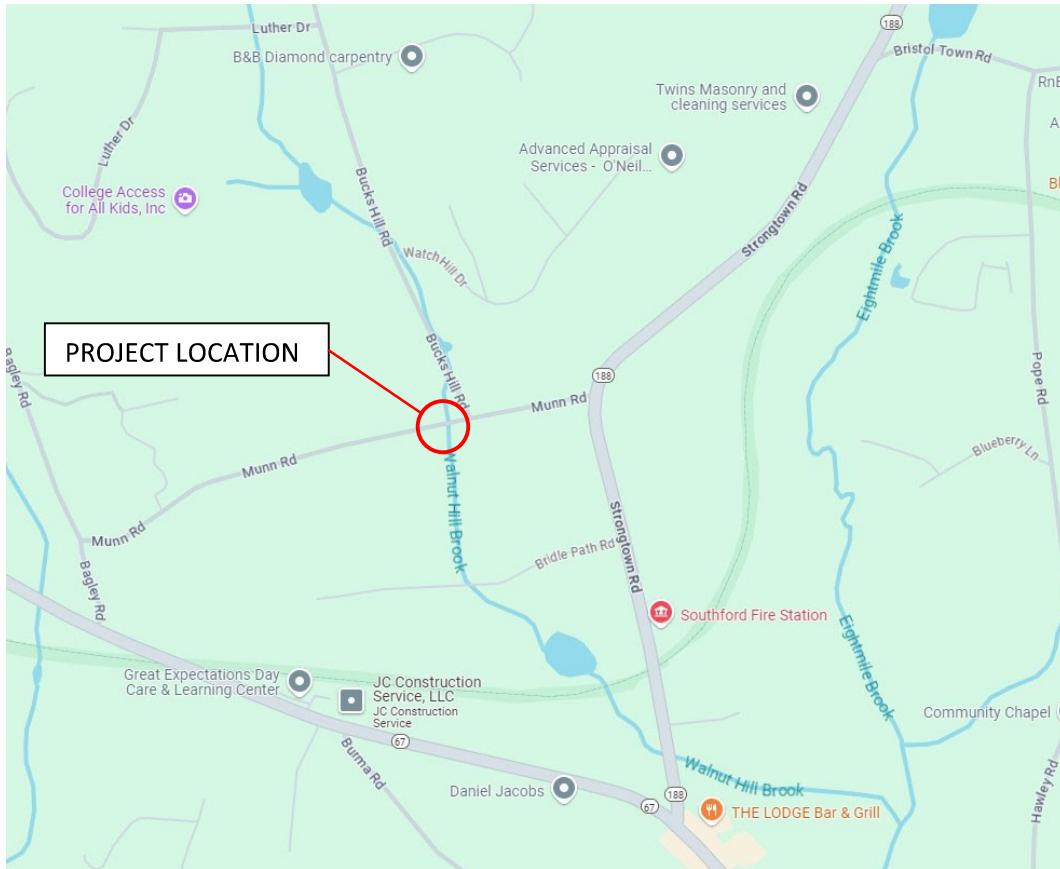 188
Luther Dr
B&B Diamond carpentry
Bristol Town Rd
RnB
Twins Masonry and
cleaning services
A
Luther Dr
Advanced Appraisal
Services - O'Neil...
Bl
College Access
for All Kids, Inc
Bucks Hill Rd
Strongtown Rd
Eightmile Brook
Watch Hill Dr
PROJECT LOCATION
Bagley Rd
Bucks Hill Rd
188
Pope Rd
Munn Rd
Blueberry Ln
Munn Rd
Walnut Hill Brook
Munn Rd
Strongtown Rd
Bridle Path Rd
Bagley Rd
Southford Fire Station
Eightmile Brook
Great Expectations Day
Care & Learning Center
JC Construction
Service, LLC
JC Construction
Service
Community Chapel
67
Burma Rd
Walnut Hill Brook
Hawley Rd
Daniel Jacobs
188
67
THE LODGE Bar & Grill